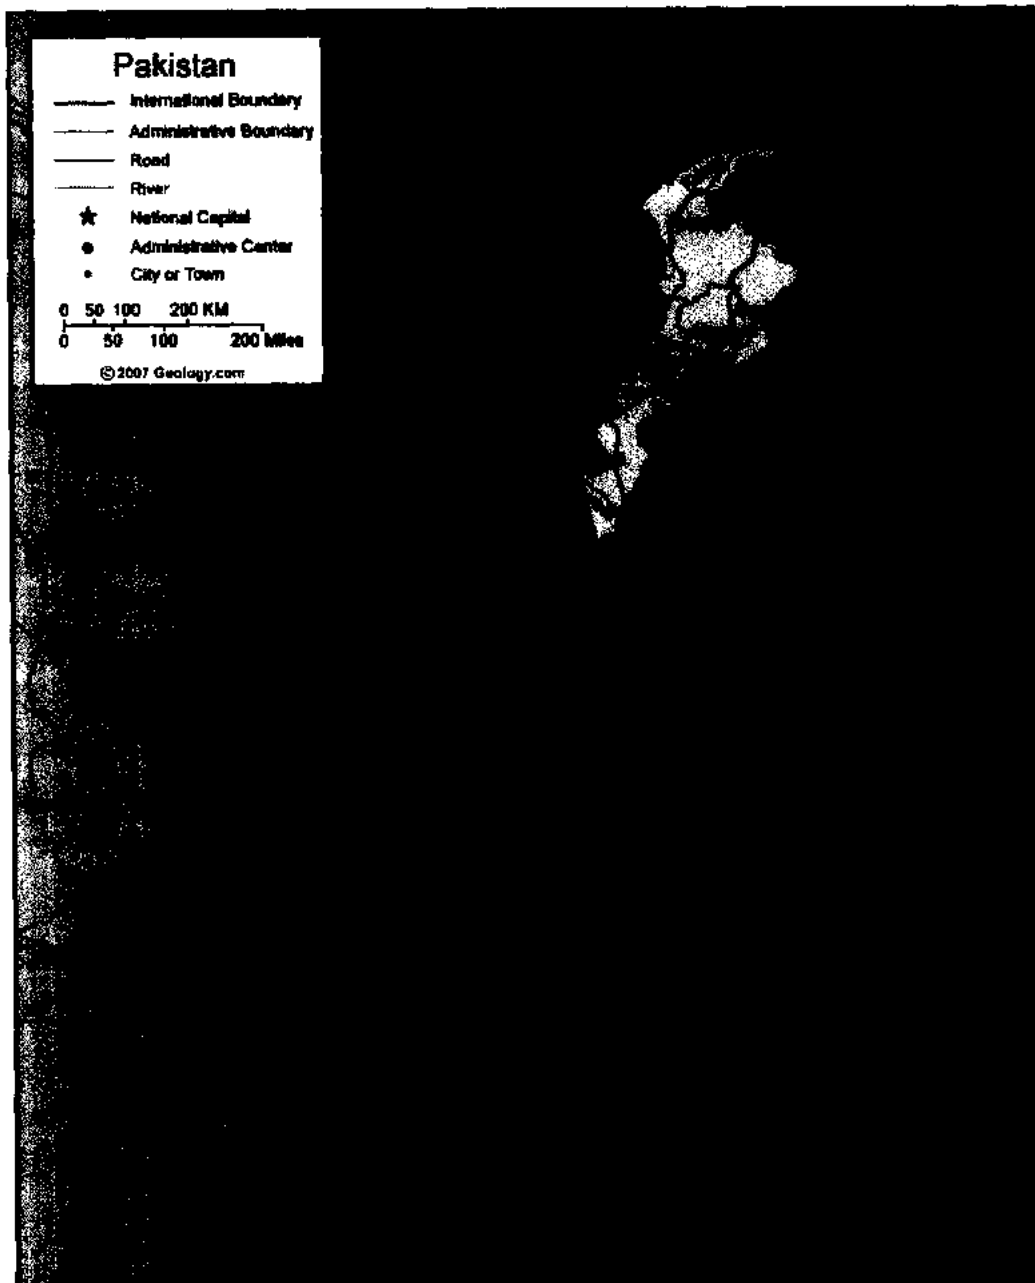 Pakistan
International Boundary
Administrative Boundary
Road
River
National Capital
Administrative Center
City or Town
0 50 100 200 KM
0 50 100 200 Miles
© 2007 Geology.com